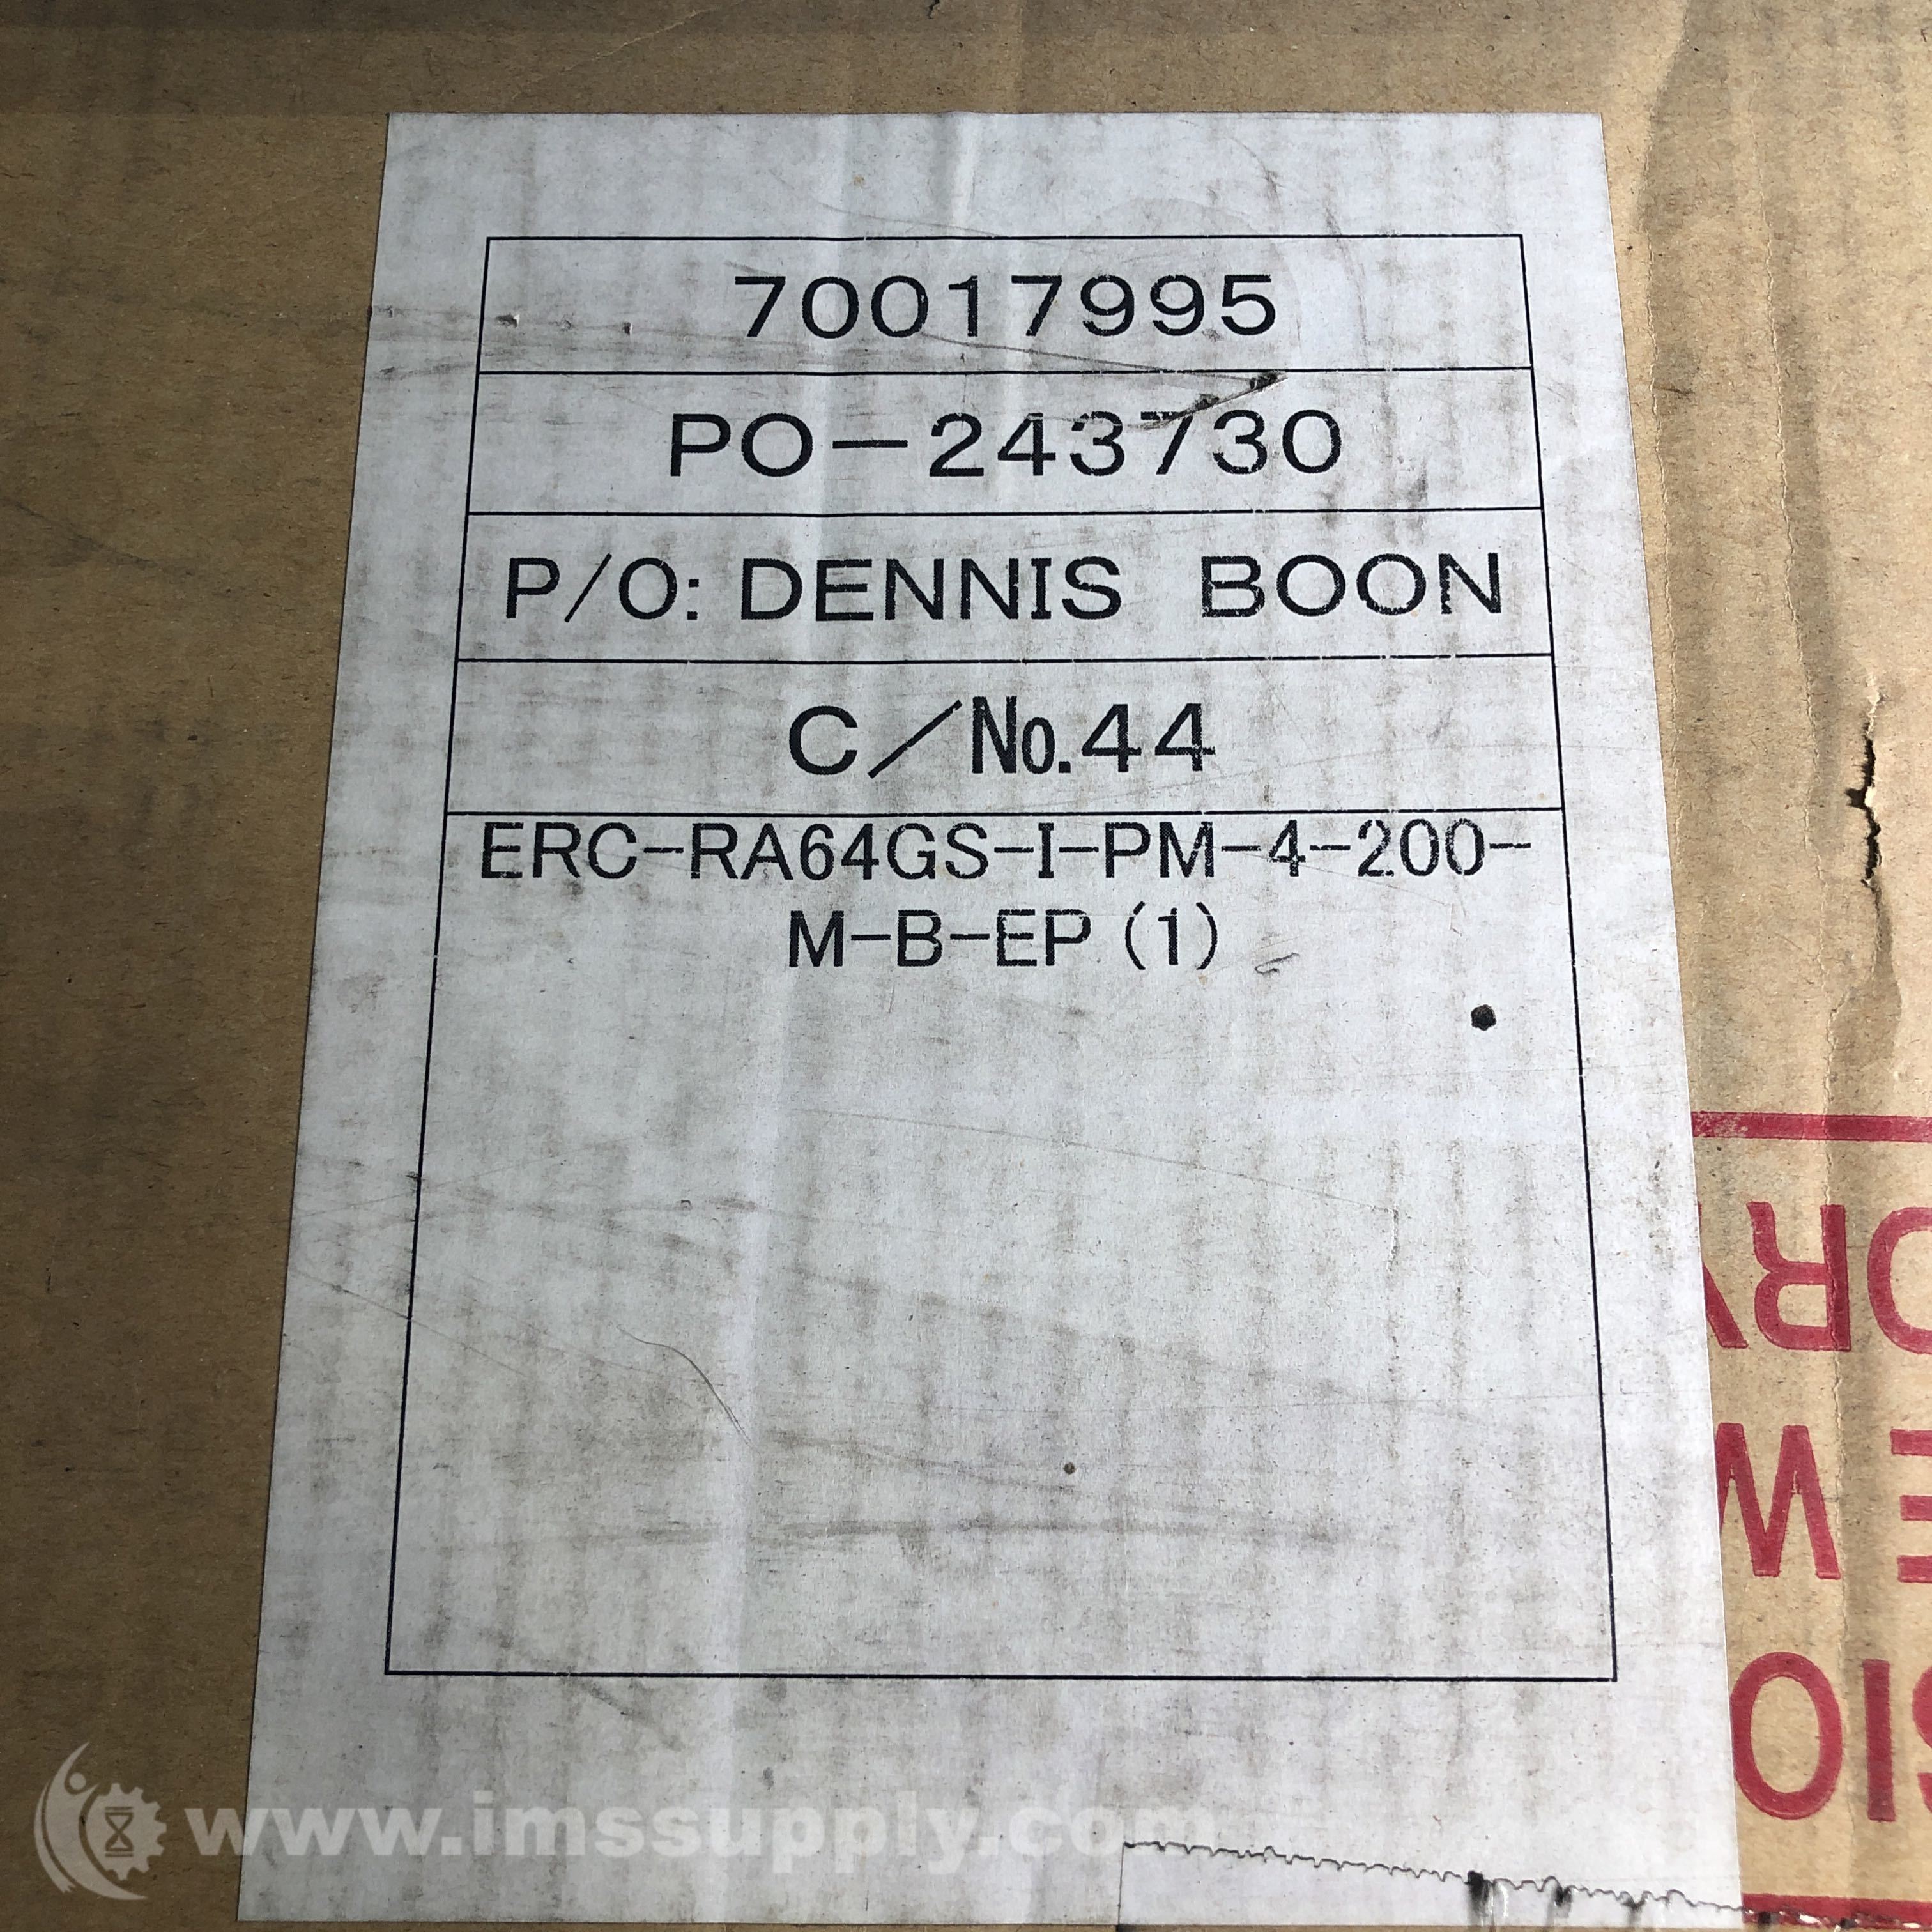 70017995
PO-243730
P/O: DENNIS BOON
C/No.44
ERC-RA64GS-I-PM-4-200-
M-B-EP (1)
www.imssupply.com